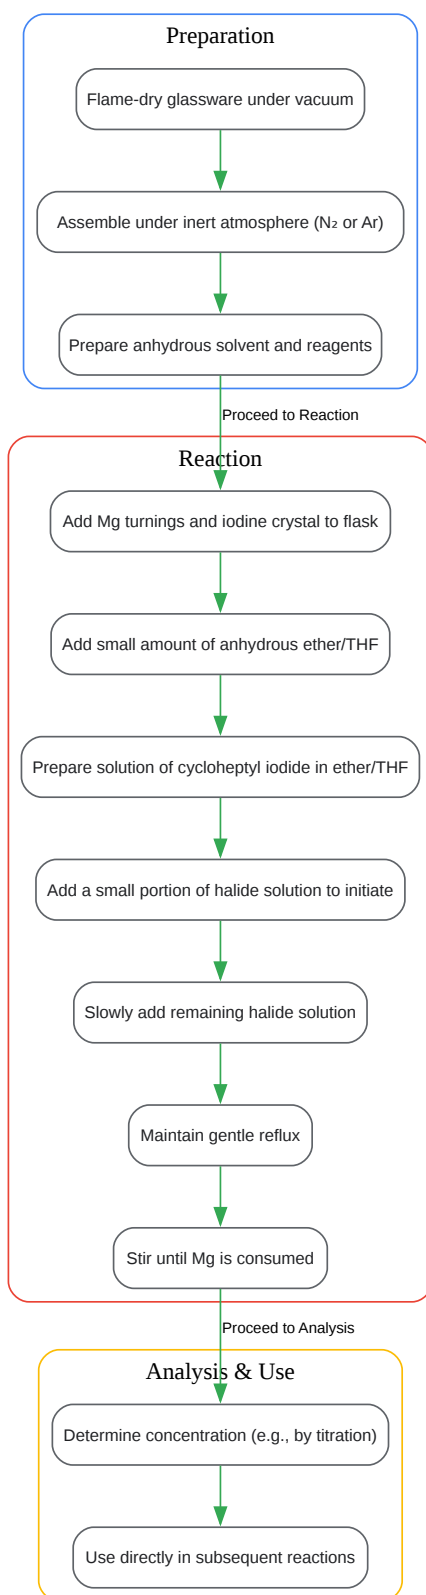 Preparation
Flame-dry glassware under vacuum
Assemble under inert atmosphere (N₂ or Ar)
Prepare anhydrous solvent and reagents
Proceed to Reaction
Reaction
Add Mg turnings and iodine crystal to flask
Add small amount of anhydrous ether/THF
Prepare solution of cycloheptyl iodide in ether/THF
Add a small portion of halide solution to initiate
Slowly add remaining halide solution
Maintain gentle reflux
Stir until Mg is consumed
Proceed to Analysis
Analysis & Use
Determine concentration (e.g., by titration)
Use directly in subsequent reactions